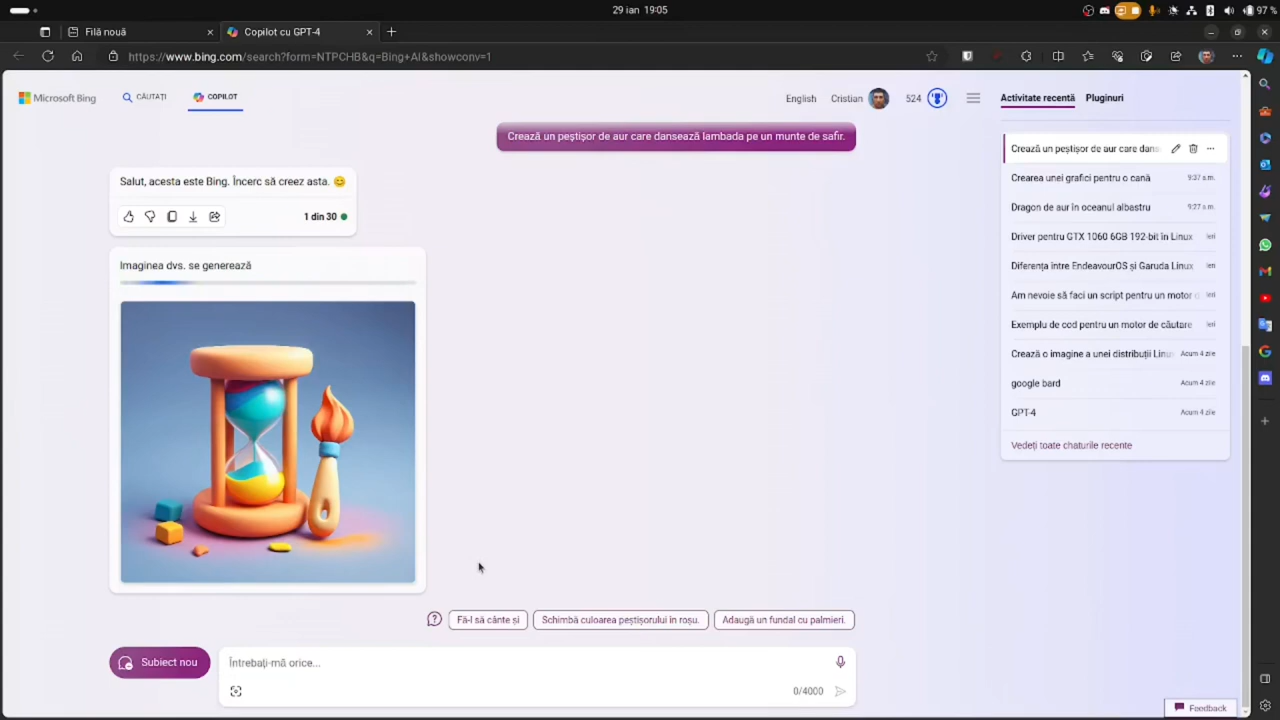 29 ian 19:05
97 %
Filă nouă
Copilot cu GPT-4
https://www.bing.com/search?form=NTPCHB&q=Bing+AI&showconv=1
Microsoft Bing
CĂUTAȚI
COPILOT
English
Cristian
524
Activitate recentă
Pluginuri
Crează un peștișor de aur care dansează lambada pe un munte de safir.
Crează un peștișor de aur care dans
Salut, acesta este Bing. Încerc să creez asta. 😊
Crearea unei grafici pentru o cană 9:37 a.m.
Dragon de aur în oceanul albastru 9:27 a.m.
1 din 30
Driver pentru GTX 1060 6GB 192-bit în Linux Ieri
Imaginea dvs. se generează
Diferența între EndeavourOS și Garuda Linux Ieri
Am nevoie să faci un script pentru un motor Ieri
Exemplu de cod pentru un motor de căutare Ieri
Crează o imagine a unei distribuții Linu Acum 4 zile
google bard Acum 4 zile
GPT-4 Acum 4 zile
Vedeți toate chaturile recente
Fă-l să cânte și
Schimbă culoarea peștișorului în roșu.
Adaugă un fundal cu palmieri.
Subiect nou
Întrebați-mă orice...
0/4000
Feedback